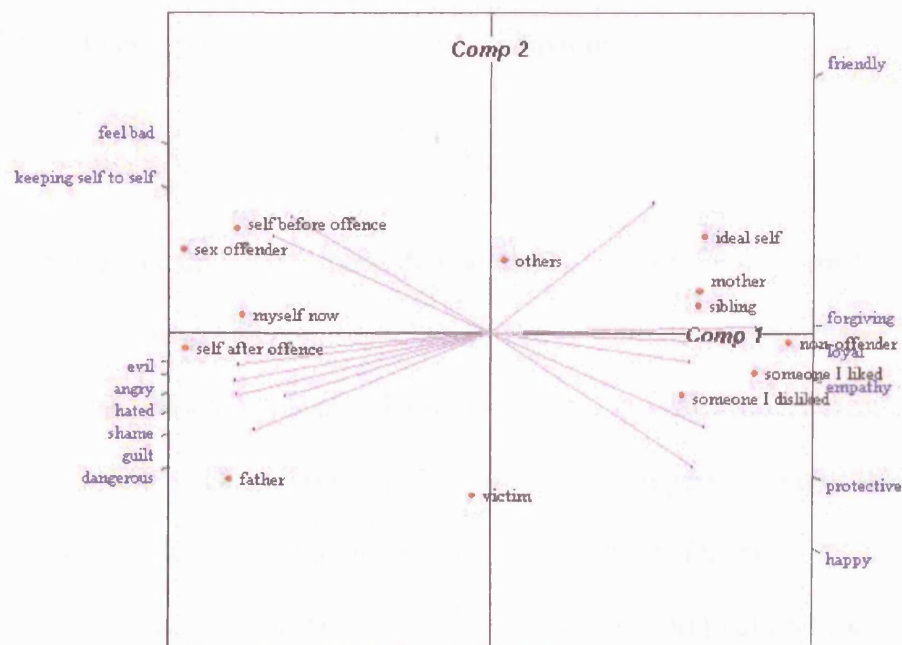 Comp 2
friendly
feel bad
keeping self to self
self before offence
sex offender
ideal self
others
mother
sibling
myself now
forgiving
Comp 1
non-offender
self after offence
loyal
evil
someone I liked
angry
empathy
someone I disliked
hated
shame
guilt
dangerous
father
protective
victim
happy